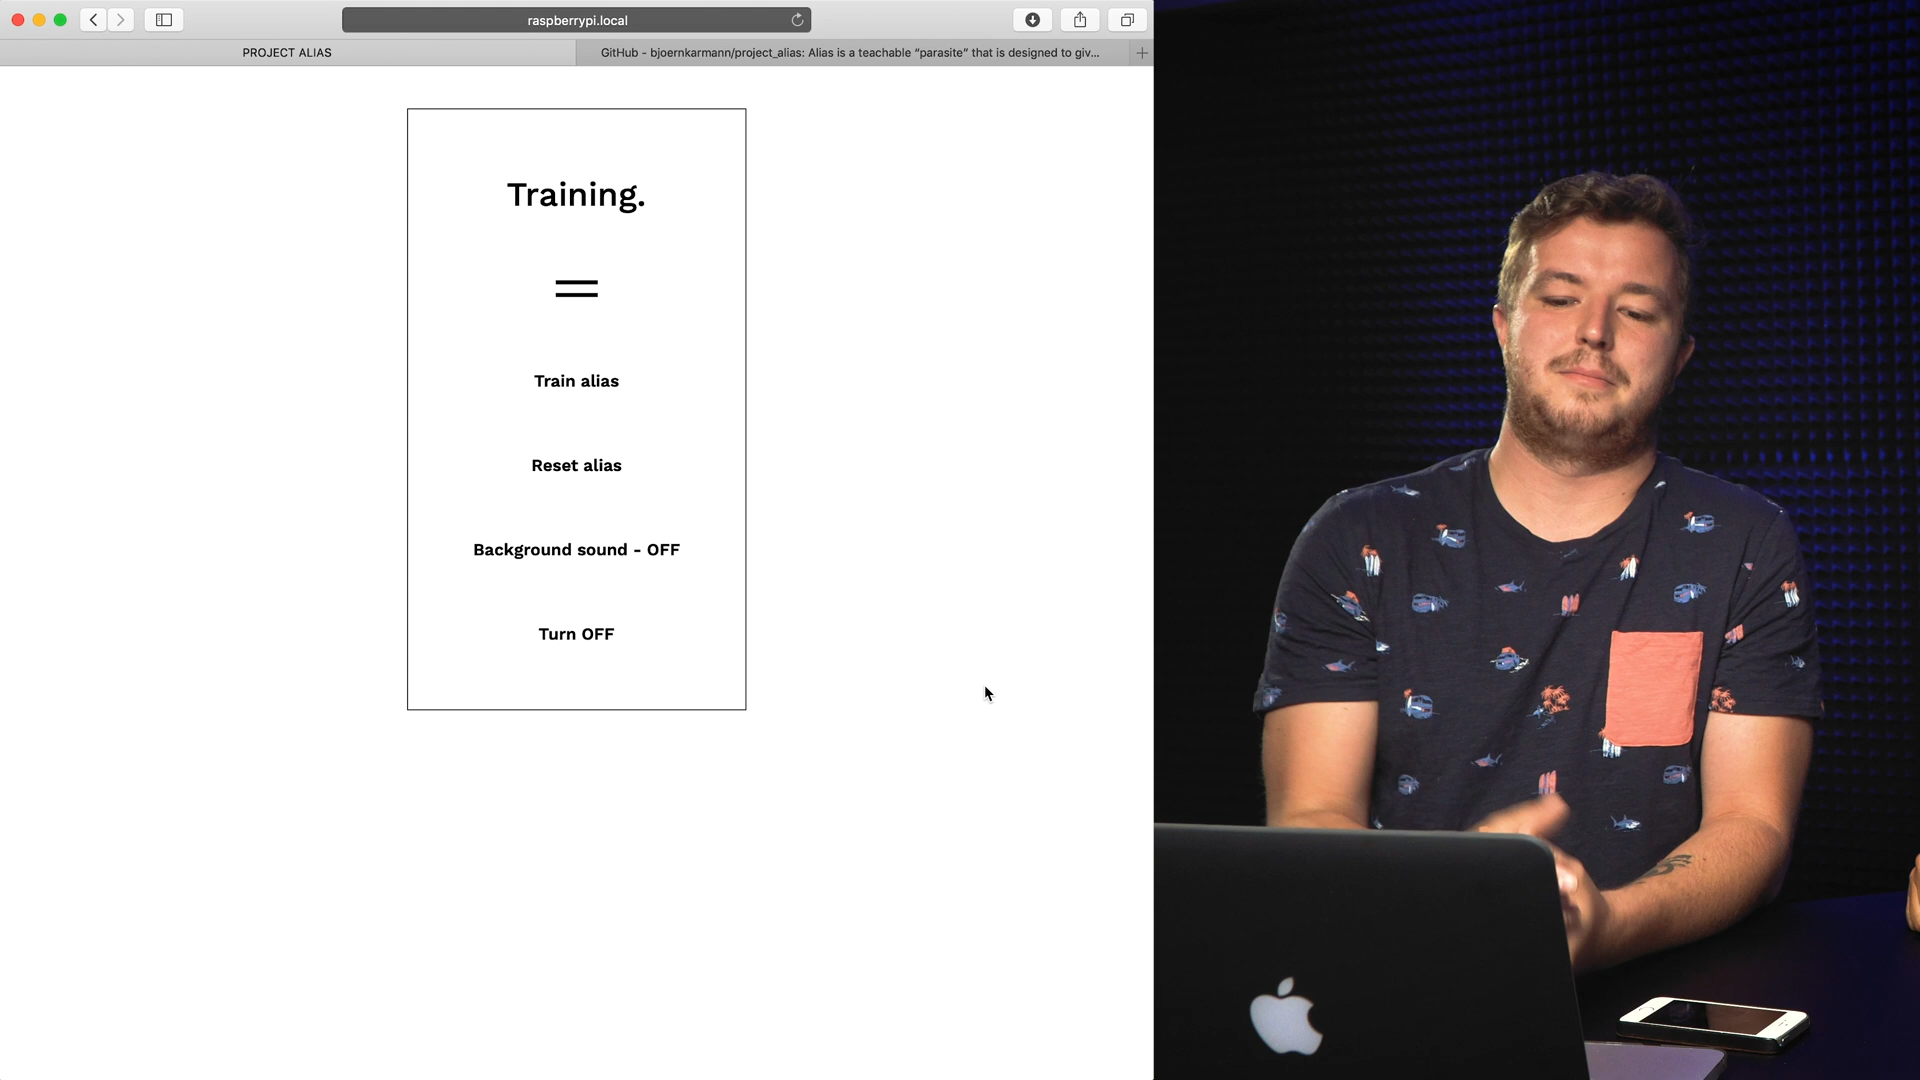 raspberrypi.local
PROJECT ALIAS
GitHub - bjoernkarmann/project_alias: Alias is a teachable “parasite” that is designed to giv...
Training.
Train alias
Reset alias
Background sound - OFF
Turn OFF